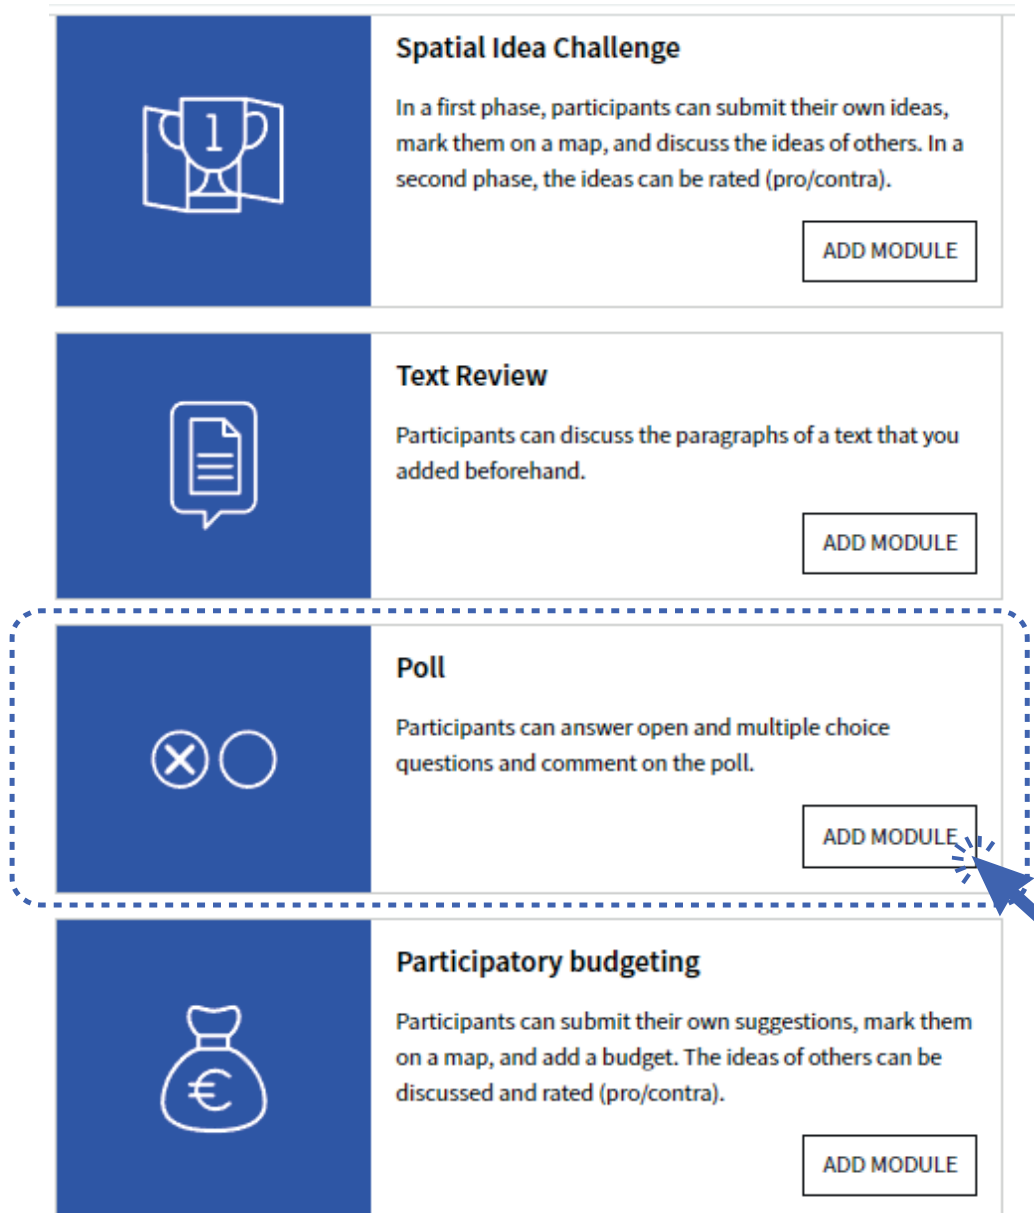 Spatial Idea Challenge
1
In a first phase, participants can submit their own ideas,
mark them on a map, and discuss the ideas of others. In a
second phase, the ideas can be rated (pro/contra).
ADD MODULE
Text Review
Participants can discuss the paragraphs of a text that you
added beforehand.
ADD MODULE
Poll
Participants can answer open and multiple choice
questions and comment on the poll.
ADD MODULE
Participatory budgeting
Participants can submit their own suggestions, mark them
on a map, and add a budget. The ideas of others can be
€
discussed and rated (pro/contra).
ADD MODULE